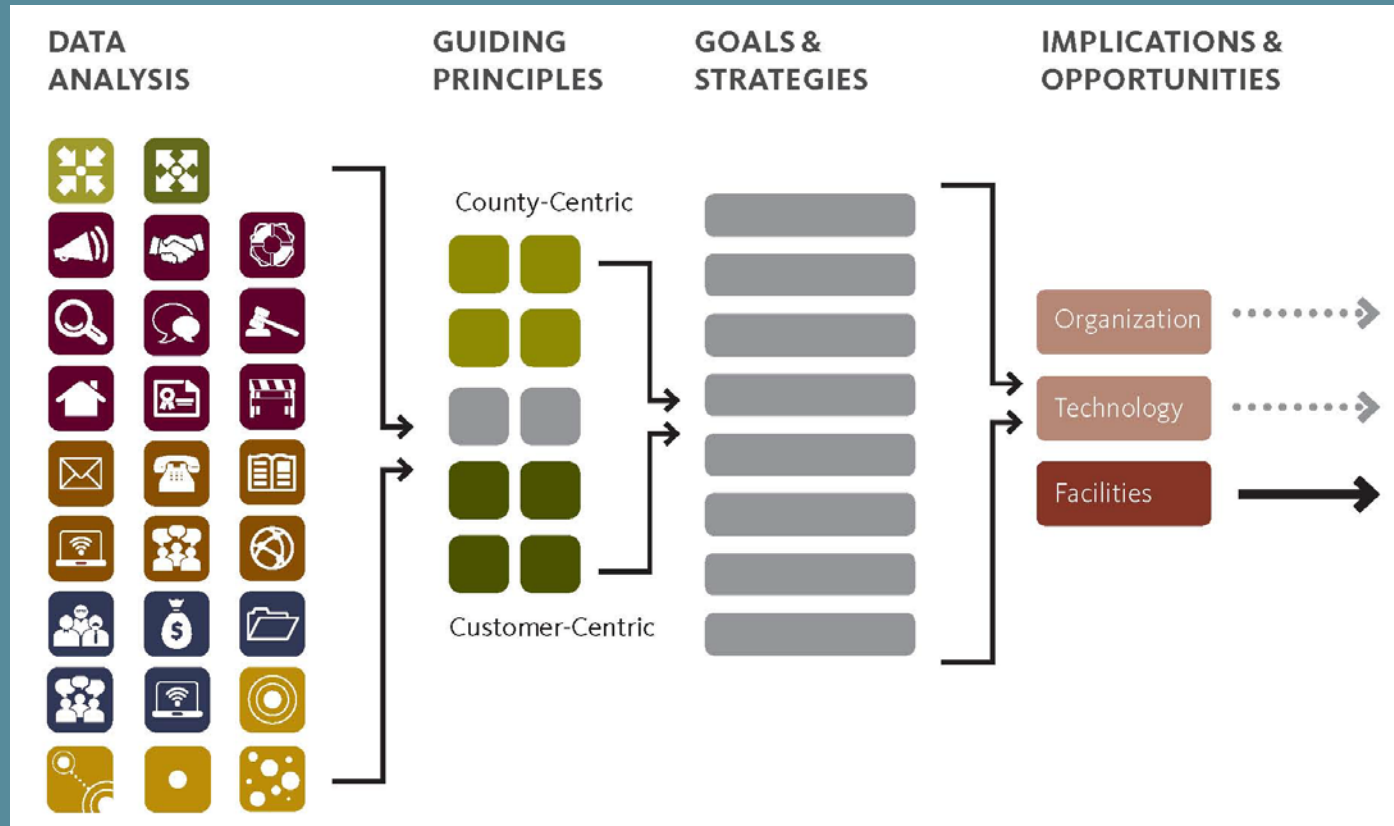 DATA
ANALYSIS
GUIDING
PRINCIPLES
GOALS &
STRATEGIES
IMPLICATIONS &
OPPORTUNITIES
County-Centric
Customer-Centric
Organization
Technology
Facilities
$